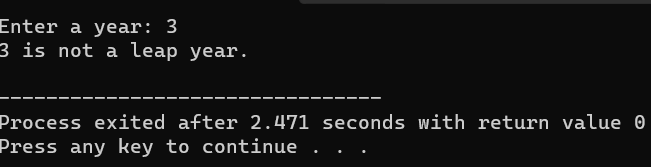 Enter a year: 3
3 is not a leap year.
--------------------------------
Process exited after 2.471 seconds with return value 0
Press any key to continue . . .